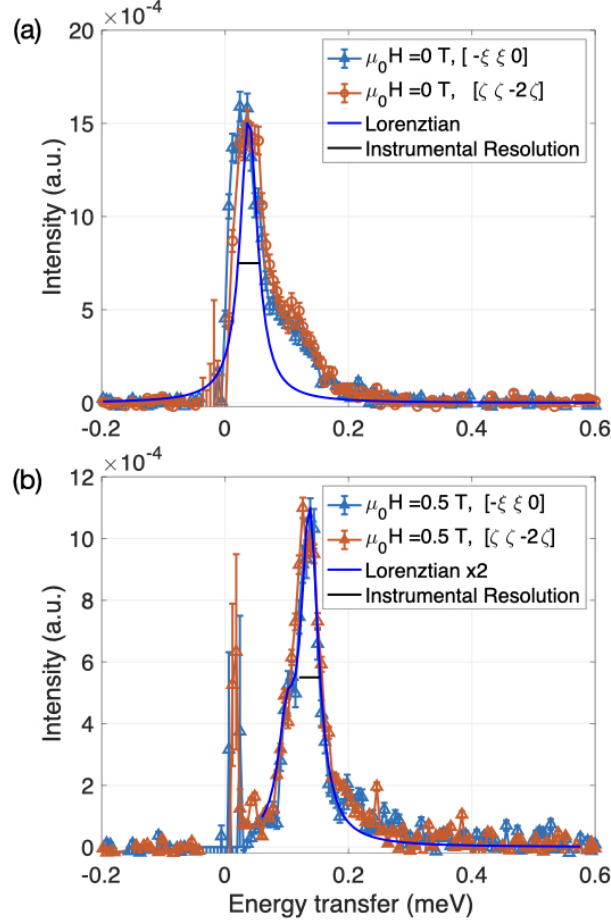 (a)
×10⁻⁴
20
15
10
5
0
Intensity (a.u.)
μ₀H =0 T, [ -ξ ξ 0]
μ₀H =0 T, [ζ ζ -2ζ]
Lorenztian
Instrumental Resolution
-0.2 0 0.2 0.4 0.6
(b)
×10⁻⁴
12
10
8
6
4
2
0
Intensity (a.u.)
μ₀H =0.5 T, [-ξ ξ 0]
μ₀H =0.5 T, [ζ ζ -2ζ]
Lorenztian x2
Instrumental Resolution
-0.2 0 0.2 0.4 0.6
Energy transfer (meV)